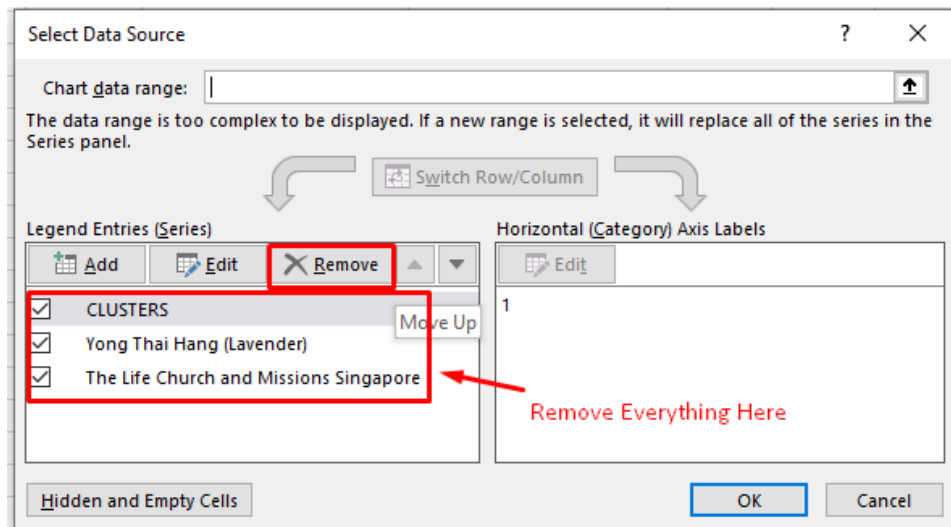 Select Data Source ? ×
Chart data range:
The data range is too complex to be displayed. If a new range is selected, it will replace all of the series in the
Series panel.
Switch Row/Column
Legend Entries (Series) Horizontal (Category) Axis Labels
Add Edit Remove Edit
CLUSTERS 1
Move Up
Yong Thai Hang (Lavender)
The Life Church and Missions Singapore
Remove Everything Here
Hidden and Empty Cells OK Cancel